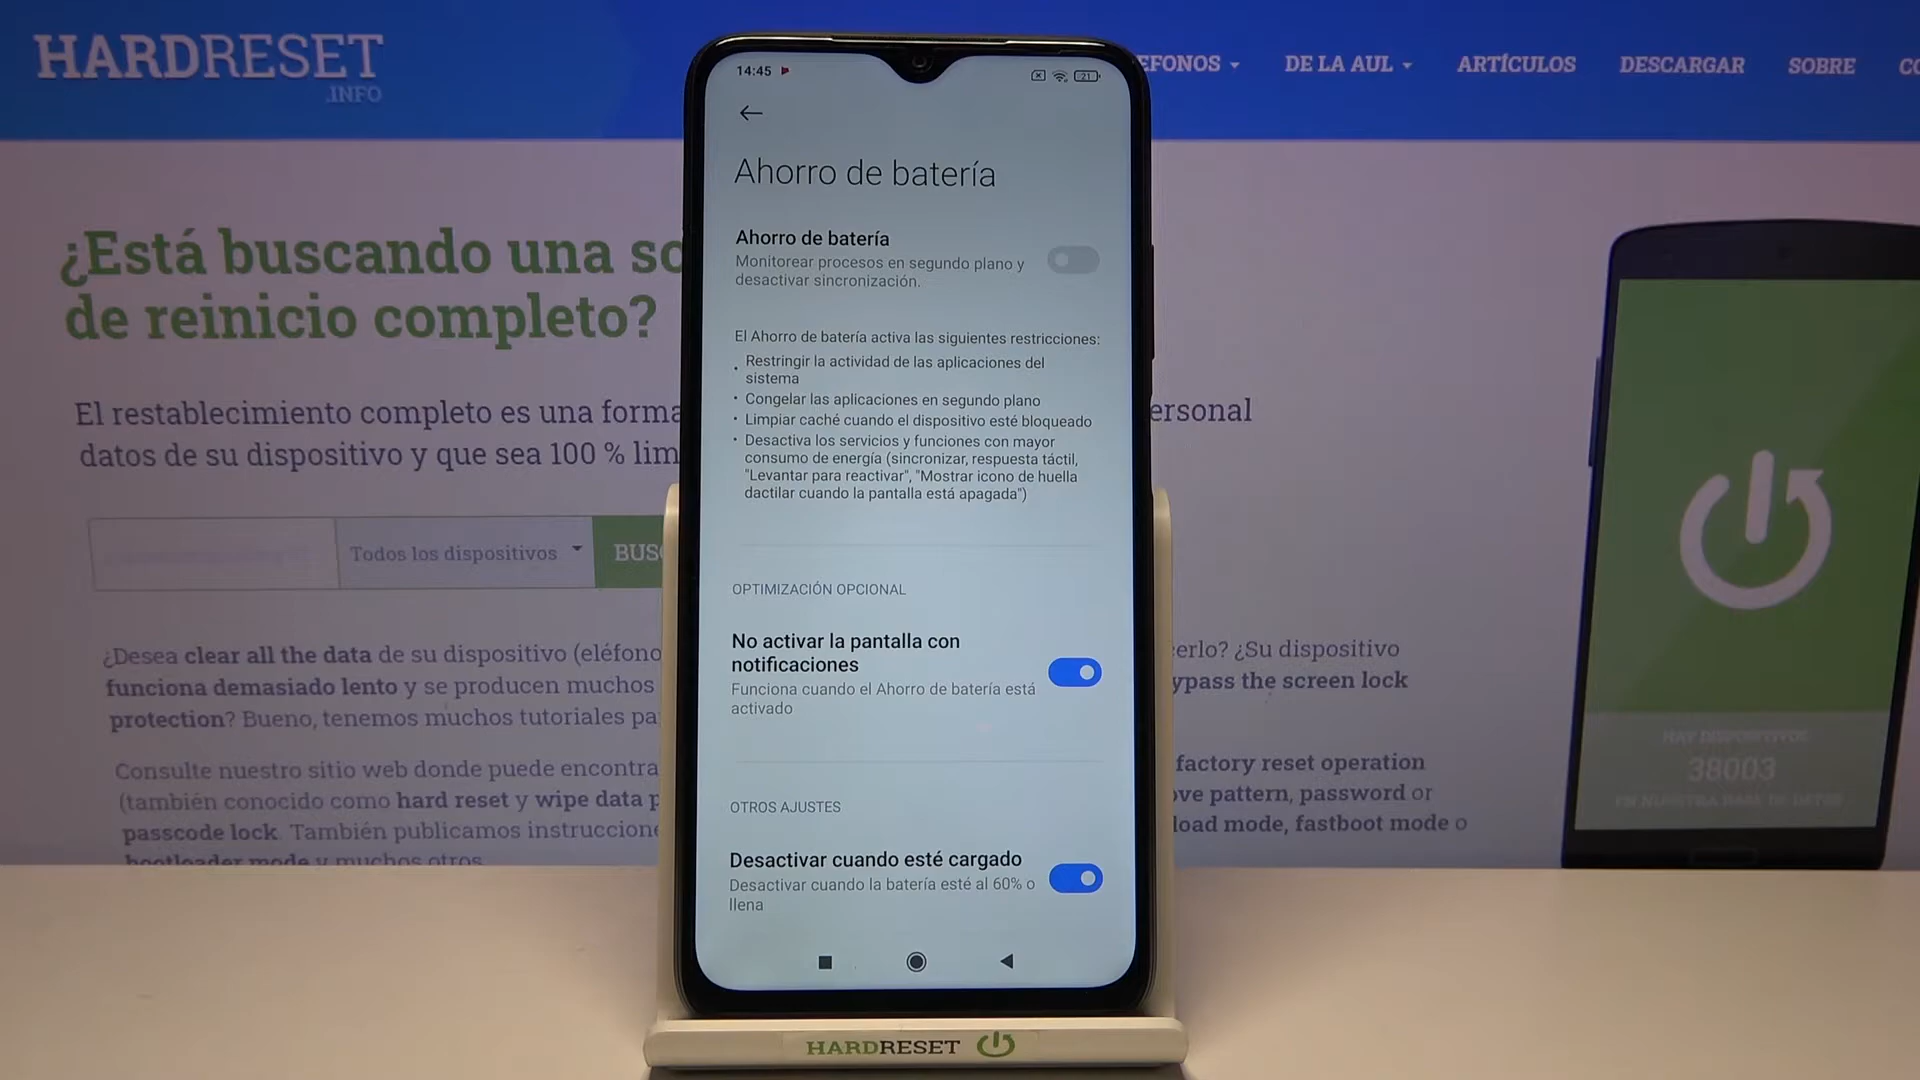 HARDRESET
.INFO
EFONOS
DE LA AUL
ARTÍCULOS
DESCARGAR
SOBRE
CO
¿Está buscando una so
de reinicio completo?
El restablecimiento completo es una forma
ersonal
datos de su dispositivo y que sea 100 % lim
Todos los dispositivos
BUSC
¿Desea clear all the data de su dispositivo (eléfono
erlo? ¿Su dispositivo
funciona demasiado lento y se producen muchos
ypass the screen lock
protection? Bueno, tenemos muchos tutoriales pa
Consulte nuestro sitio web donde puede encontra
factory reset operation
(también conocido como hard reset y wipe data p
ve pattern, password or
passcode lock. También publicamos instruccione
load mode, fastboot mode o
bootloader mode y muchos otros
38003
14:45
21
Ahorro de batería
Ahorro de batería
Monitorear procesos en segundo plano y
desactivar sincronización.
El Ahorro de batería activa las siguientes restricciones:
• Restringir la actividad de las aplicaciones del
sistema
• Congelar las aplicaciones en segundo plano
• Limpiar caché cuando el dispositivo esté bloqueado
• Desactiva los servicios y funciones con mayor
consumo de energía (sincronizar, respuesta táctil,
"Levantar para reactivar", "Mostrar icono de huella
dactilar cuando la pantalla está apagada")
OPTIMIZACIÓN OPCIONAL
No activar la pantalla con
notificaciones
Funciona cuando el Ahorro de batería está
activado
OTROS AJUSTES
Desactivar cuando esté cargado
Desactivar cuando la batería esté al 60% o
llena
HARDRESET